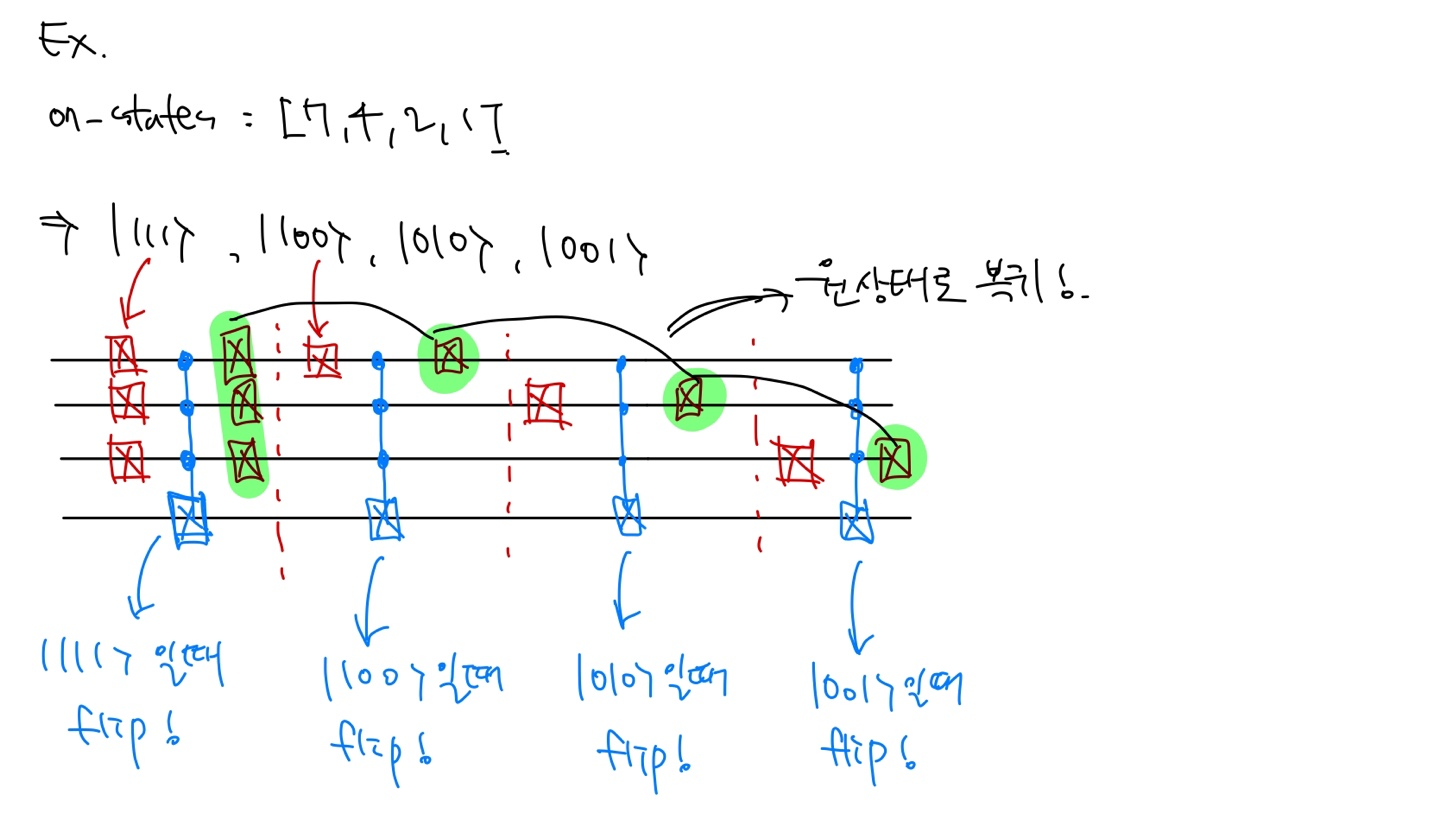 Ex.
on-states = [7,4,2,1]
⇒ |111⟩, |100⟩, |010⟩, |001⟩
원상태로 복귀!
|111⟩ 일때
flip!
|100⟩일때
flip!
|010⟩일때
flip!
|001⟩일때
flip!